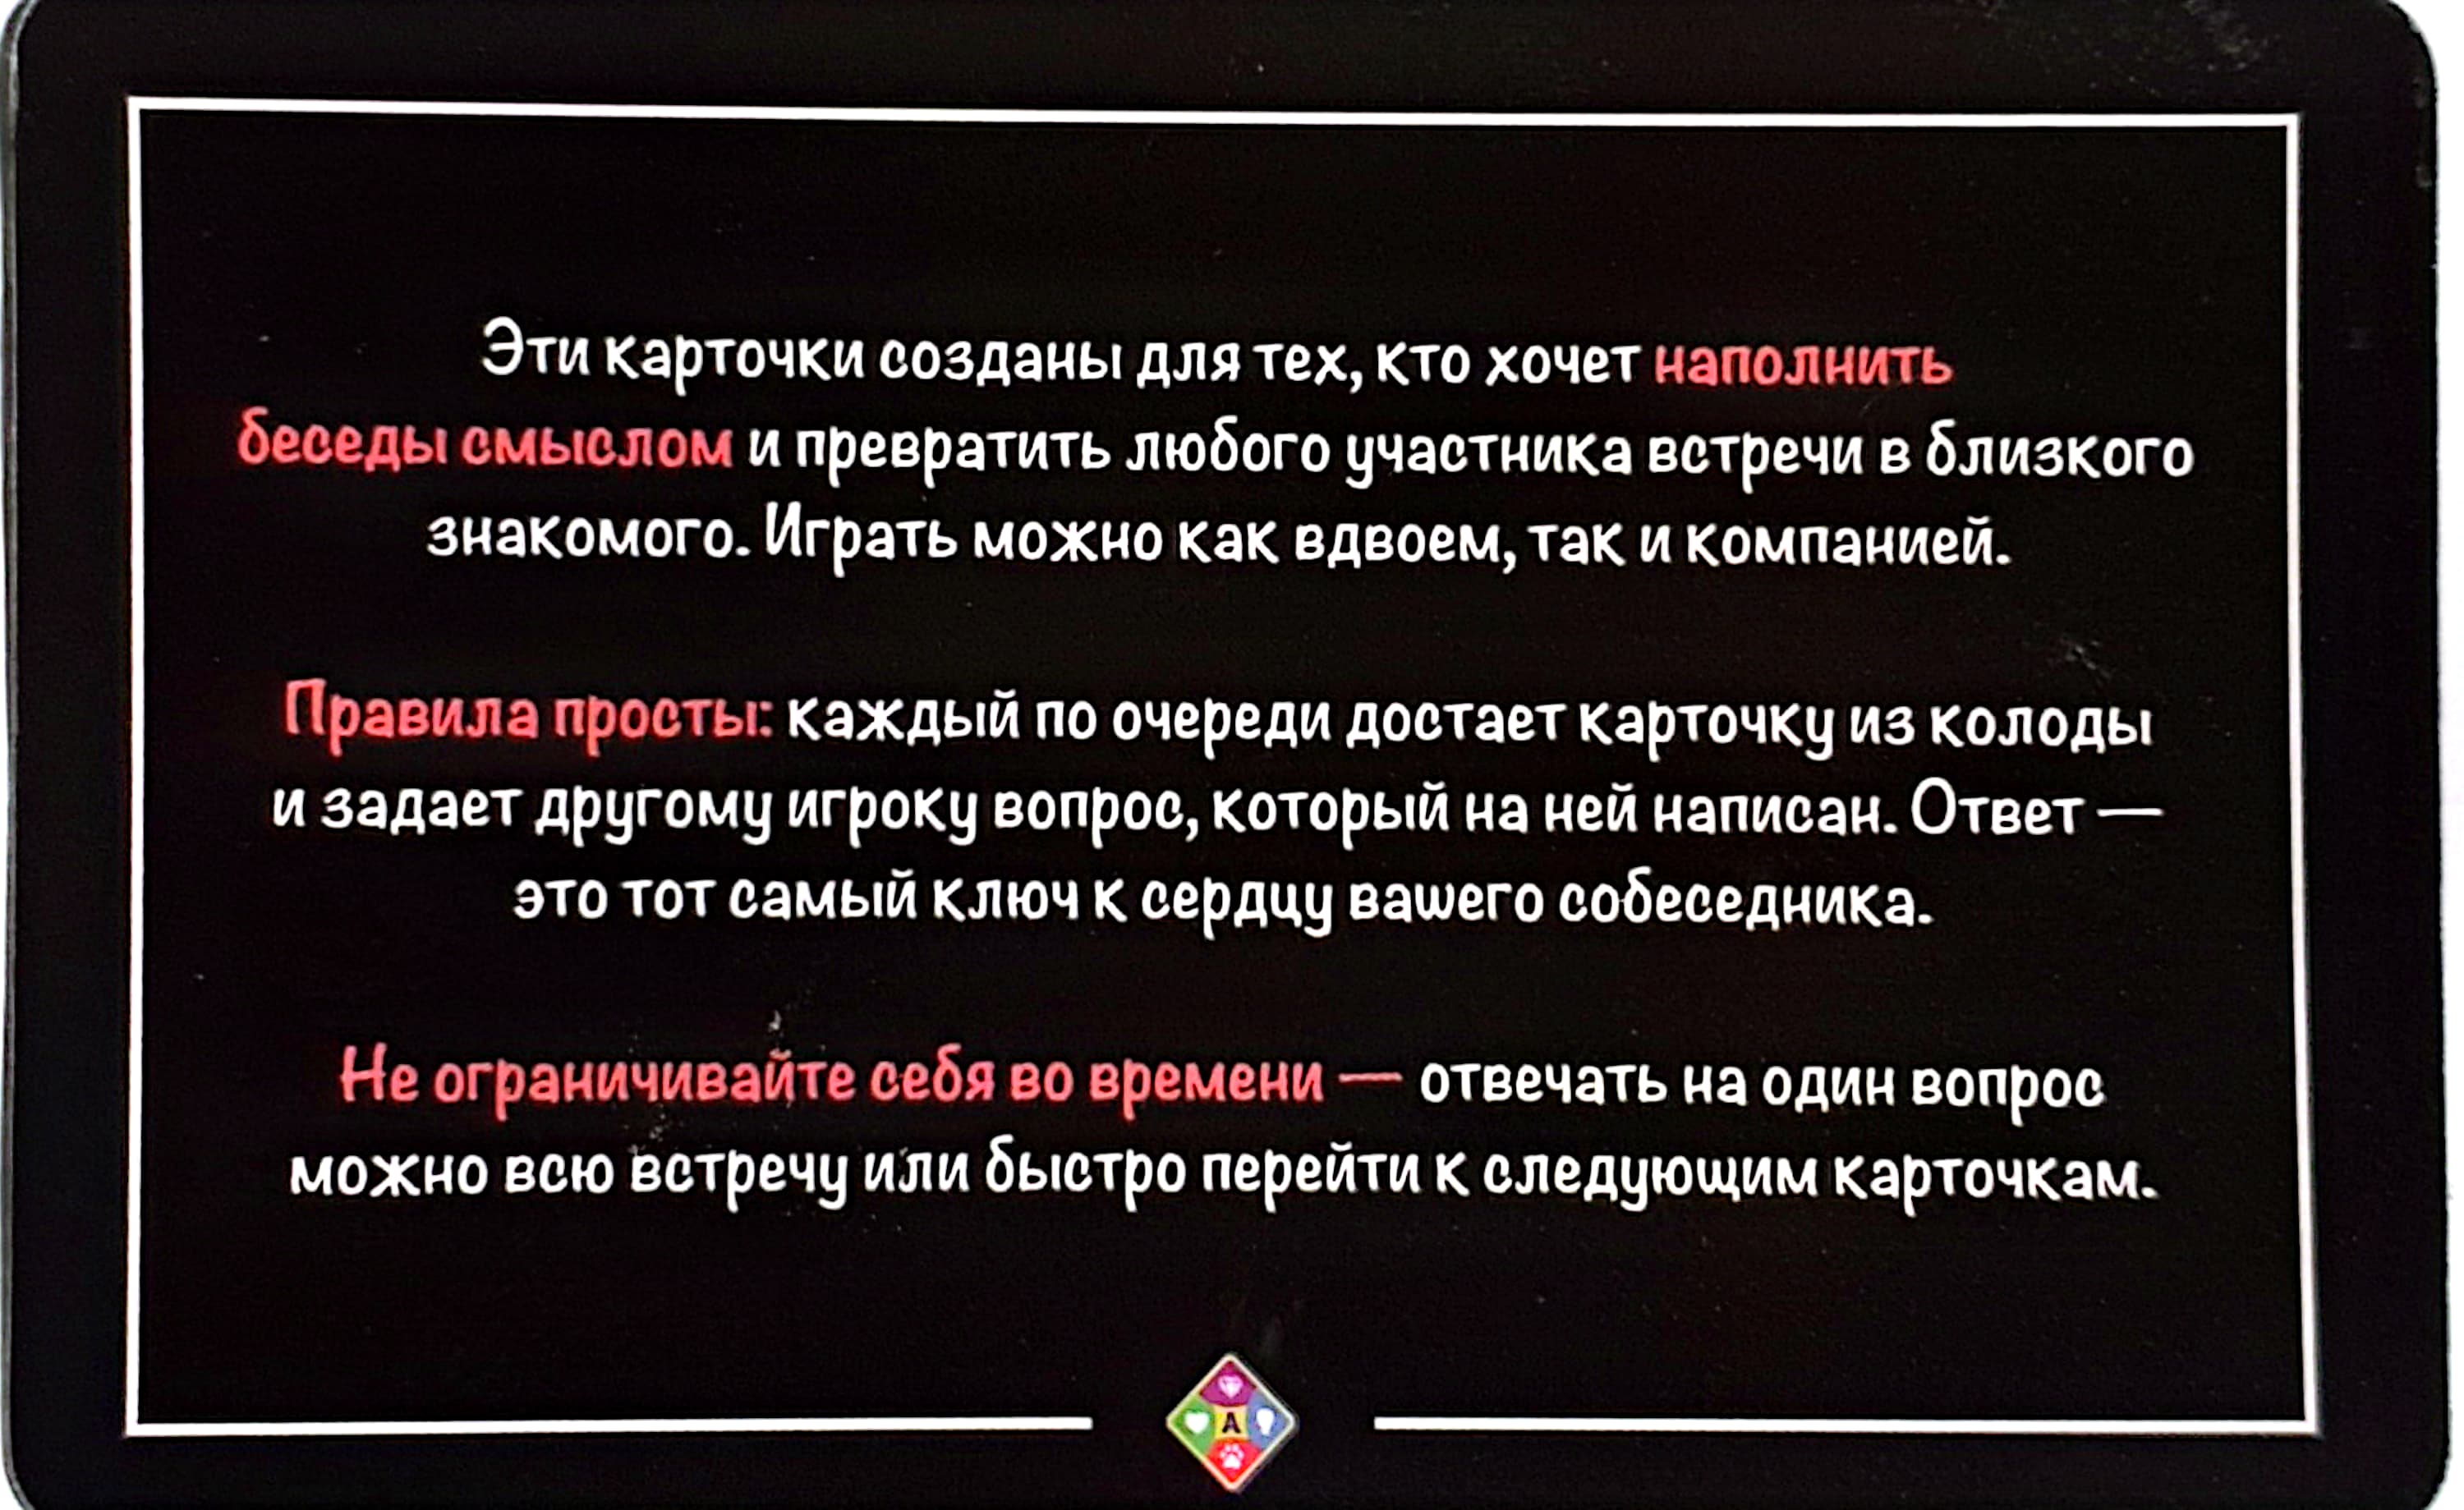 Эти карточки созданы для тех, кто хочет наполнить
беседы смыслом и превратить любого участника встречи в близкого
знакомого. Играть можно как вдвоем, так и компанией.
Правила просты: каждый по очереди достает карточку из колоды
и задает другому игроку вопрос, который на ней написан. Ответ —
это тот самый ключ к сердцу вашего собеседника.
Не ограничивайте себя во времени — отвечать на один вопрос
можно всю встречу или быстро перейти к следующим карточкам.
А